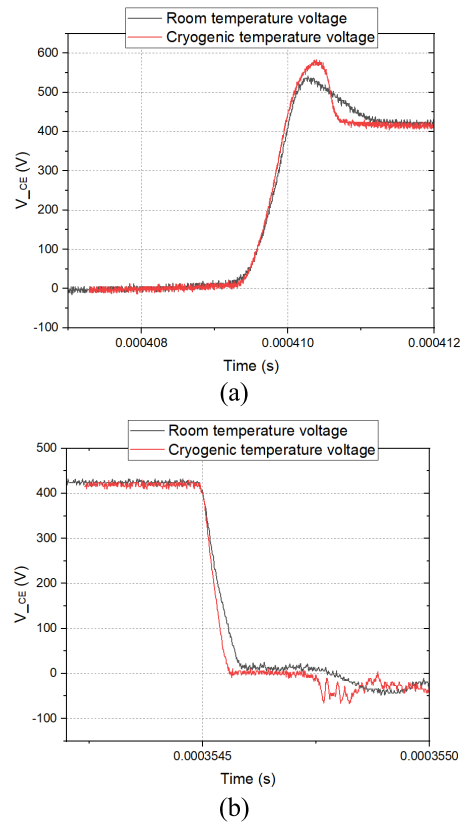 Room temperature voltage
Cryogenic temperature voltage
600
500
400
300
200
100
0
-100
V_CE (V)
0.000408
0.000410
0.000412
Time (s)
(a)
Room temperature voltage
Cryogenic temperature voltage
500
400
300
200
100
0
-100
V_CE (V)
0.0003545
0.0003550
Time (s)
(b)